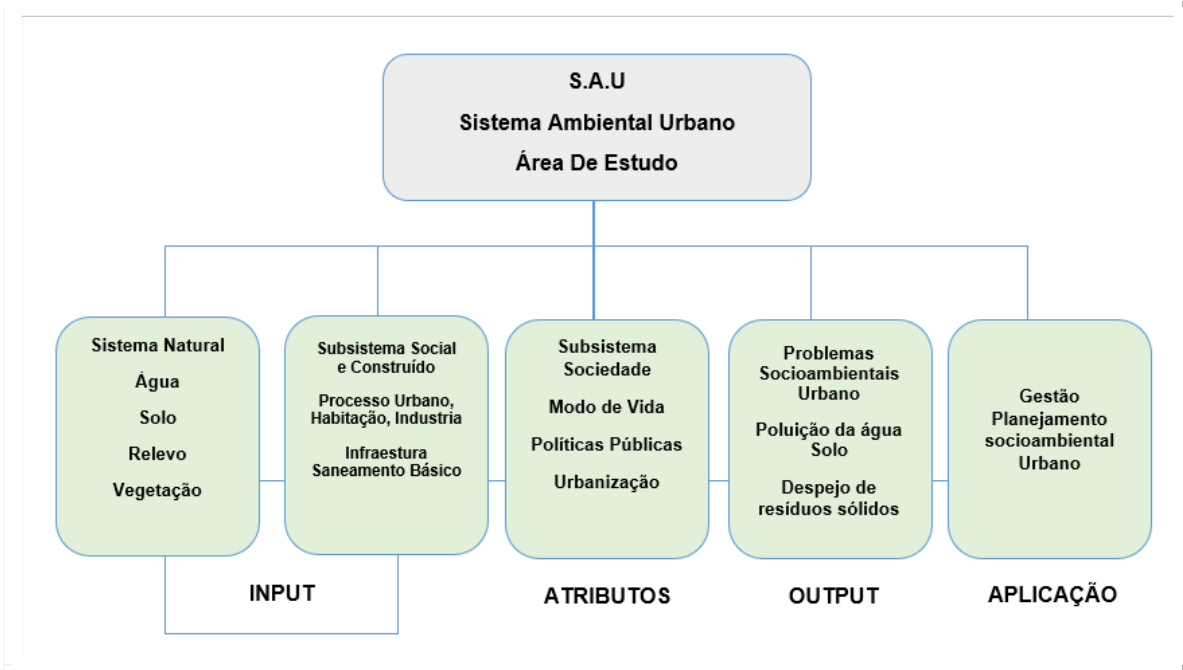 S.A.U
Sistema Ambiental Urbano
Área De Estudo
Sistema Natural
Água
Solo
Relevo
Vegetação
Subsistema Social
e Construído
Processo Urbano,
Habitação, Industria
Infraestura
Saneamento Básico
Subsistema
Sociedade
Modo de Vida
Políticas Públicas
Urbanização
Problemas
Socioambientais
Urbano
Poluição da água
Solo
Despejo de
resíduos sólidos
Gestão
Planejamento
socioambiental
Urbano
INPUT
ATRIBUTOS
OUTPUT
APLICAÇÃO